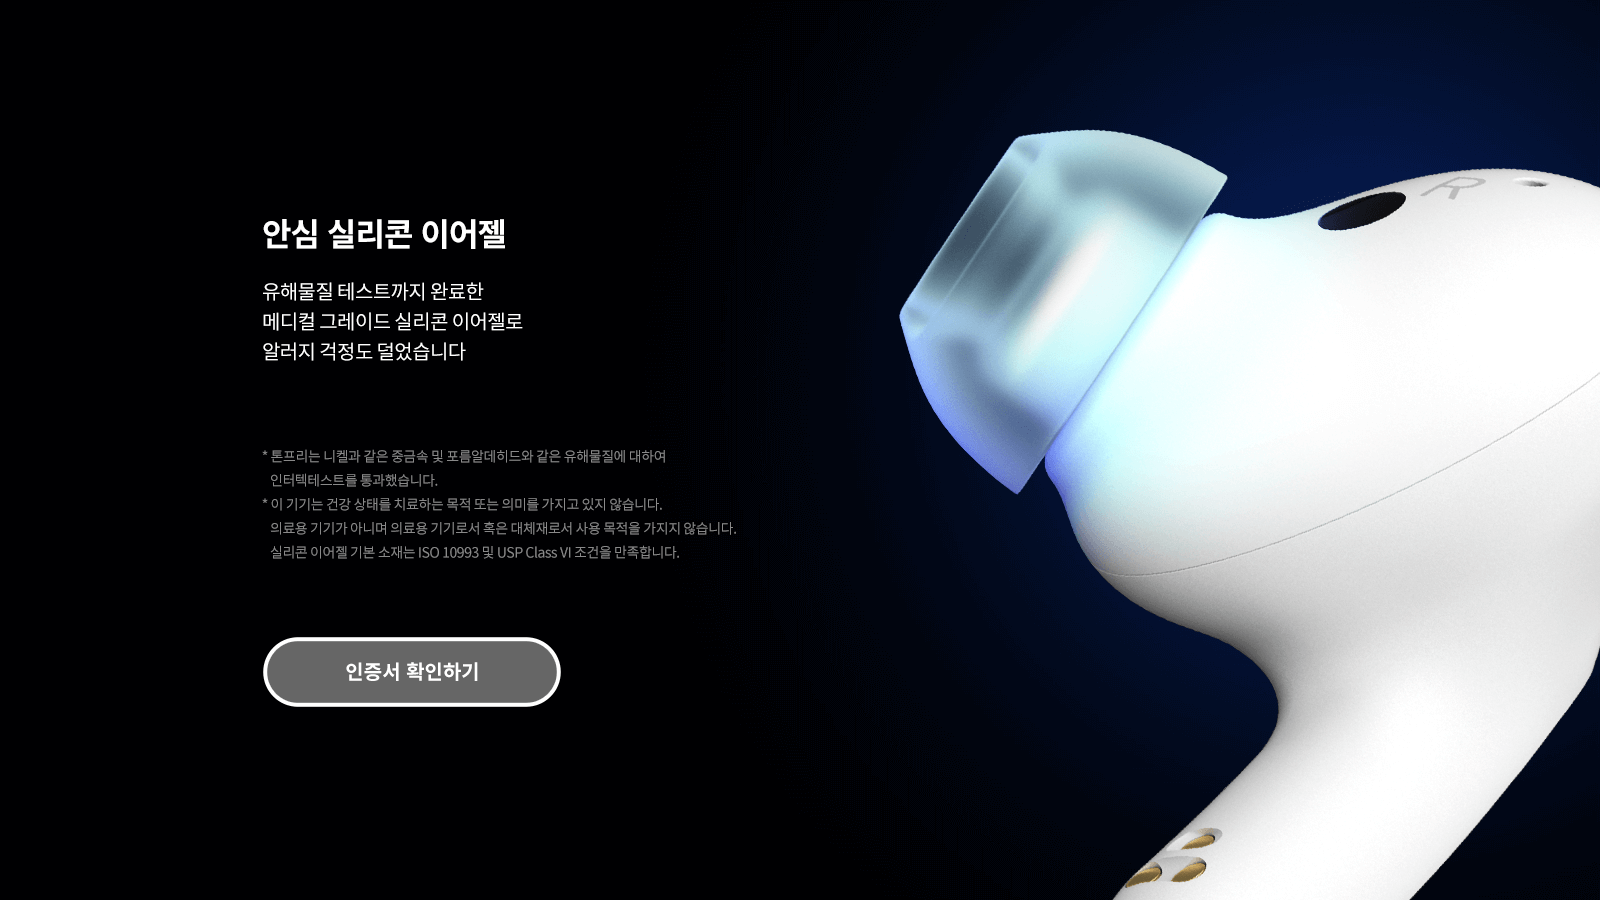 안심 실리콘 이어젤
유해물질 테스트까지 완료한
메디컬 그레이드 실리콘 이어젤로
알러지 걱정도 덜었습니다
* 톤프리는 니켈과 같은 중금속 및 포름알데히드와 같은 유해물질에 대하여
인터텍테스트를 통과했습니다.
* 이 기기는 건강 상태를 치료하는 목적 또는 의미를 가지고 있지 않습니다.
의료용 기기가 아니며 의료용 기기로서 혹은 대체재로서 사용 목적을 가지지 않습니다.
실리콘 이어젤 기본 소재는 ISO 10993 및 USP Class VI 조건을 만족합니다.
인증서 확인하기
R